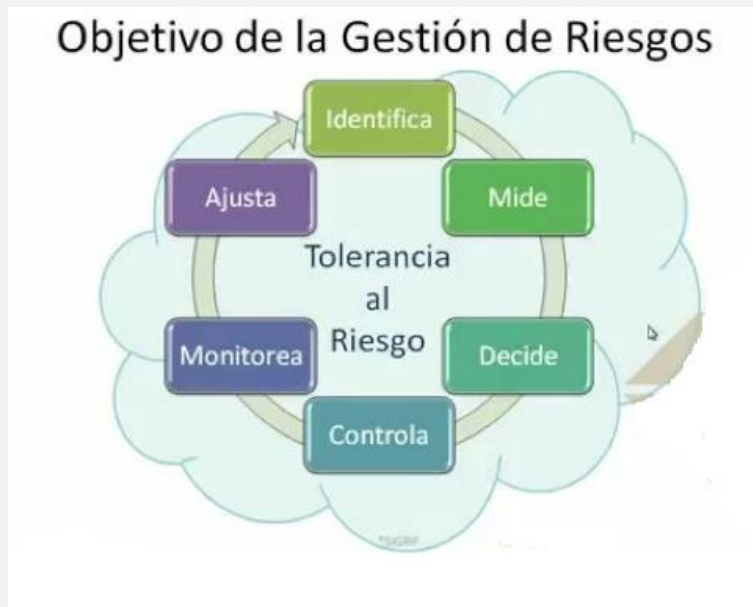 Objetivo de la Gestión de Riesgos
Identifica
Mide
Decide
Controla
Monitorea
Ajusta
Tolerancia
al
Riesgo